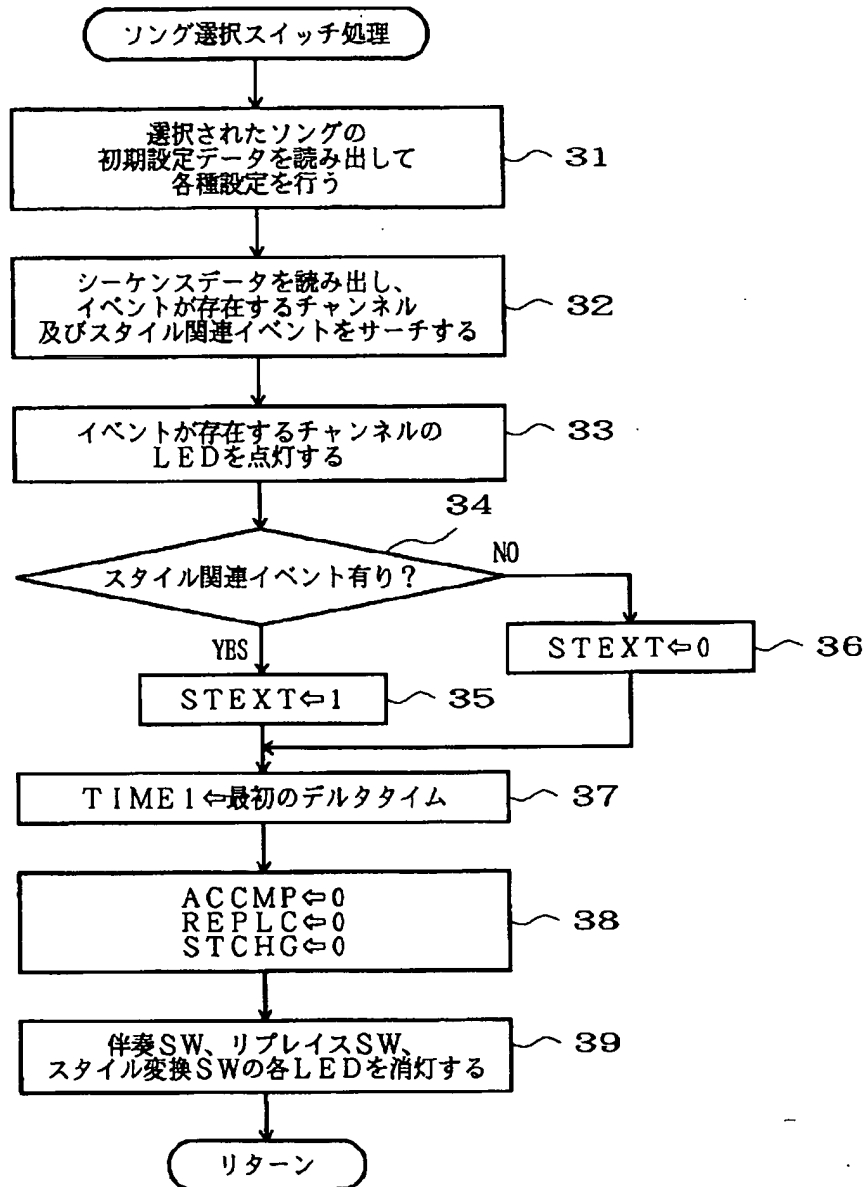 ソング選択スイッチ処理
選択されたソングの
初期設定データを読み出して
各種設定を行う
31
シーケンスデータを読み出し、
イベントが存在するチャンネル
及びスタイル関連イベントをサーチする
32
イベントが存在するチャンネルの
LEDを点灯する
33
34
スタイル関連イベント有り?
NO
YES
STEXT⇦0
36
STEXT⇦1
35
TIME1⇦最初のデルタタイム
37
ACCMP⇦0
REPLC⇦0
STCHG⇦0
38
伴奏SW、リプレイスSW、
スタイル変換SWの各LEDを消灯する
39
リターン